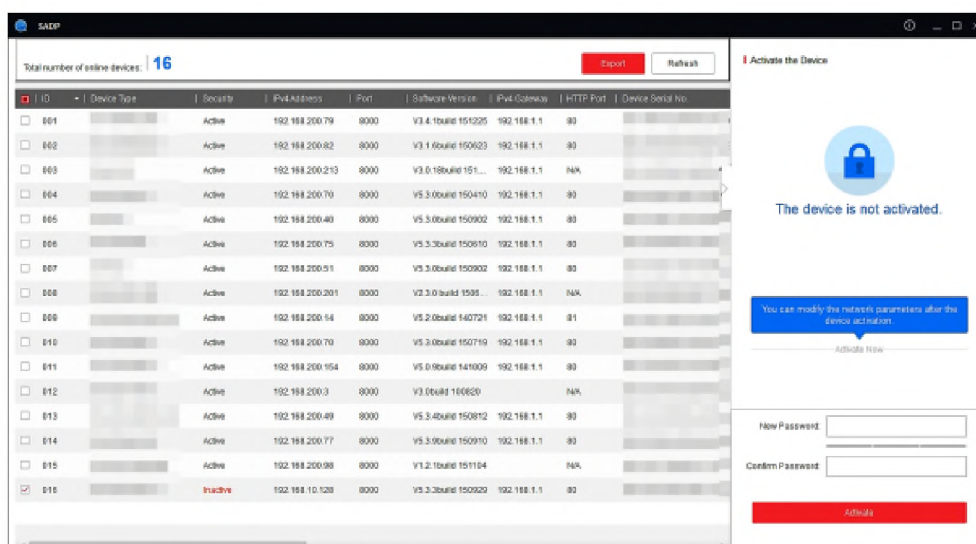 SADP
Total number of online devices: 16
Export
Refresh
ID Device Type Security IPv4 Address Port Software Version IPv4 Gateway HTTP Port Device Serial No.
001 Active 192.168.200.79 8000 V3.4.1build 151225 192.168.1.1 80
002 Active 192.168.200.82 8000 V3.1.6build 150623 192.168.1.1 80
003 Active 192.168.200.213 8000 V3.0.18build 151... 192.168.1.1 N/A
004 Active 192.168.200.70 8000 V5.3.0build 150410 192.168.1.1 80
005 Active 192.168.200.40 8000 V5.3.0build 150902 192.168.1.1 80
006 Active 192.168.200.75 8000 V5.3.3build 150610 192.168.1.1 80
007 Active 192.168.200.51 8000 V5.3.0build 150902 192.168.1.1 80
008 Active 192.168.200.201 8000 V2.3.0 build 1505... 192.168.1.1 N/A
009 Active 192.168.200.14 8000 V5.2.0build 140721 192.168.1.1 81
010 Active 192.168.200.70 8000 V5.3.0build 150719 192.168.1.1 80
011 Active 192.168.200.154 8000 V5.0.9build 141009 192.168.1.1 80
012 Active 192.168.200.3 8000 V3.0build 100820 N/A
013 Active 192.168.200.49 8000 V5.3.4build 150812 192.168.1.1 80
014 Active 192.168.200.77 8000 V5.3.9build 150910 192.168.1.1 80
015 Active 192.168.200.98 8000 V1.2.1build 151104 N/A
016 Inactive 192.168.10.128 8000 V5.3.3build 150929 192.168.1.1 80
Activate the Device
The device is not activated.
You can modify the network parameters after the
device activation.
Activate Now
New Password:
Confirm Password:
Activate